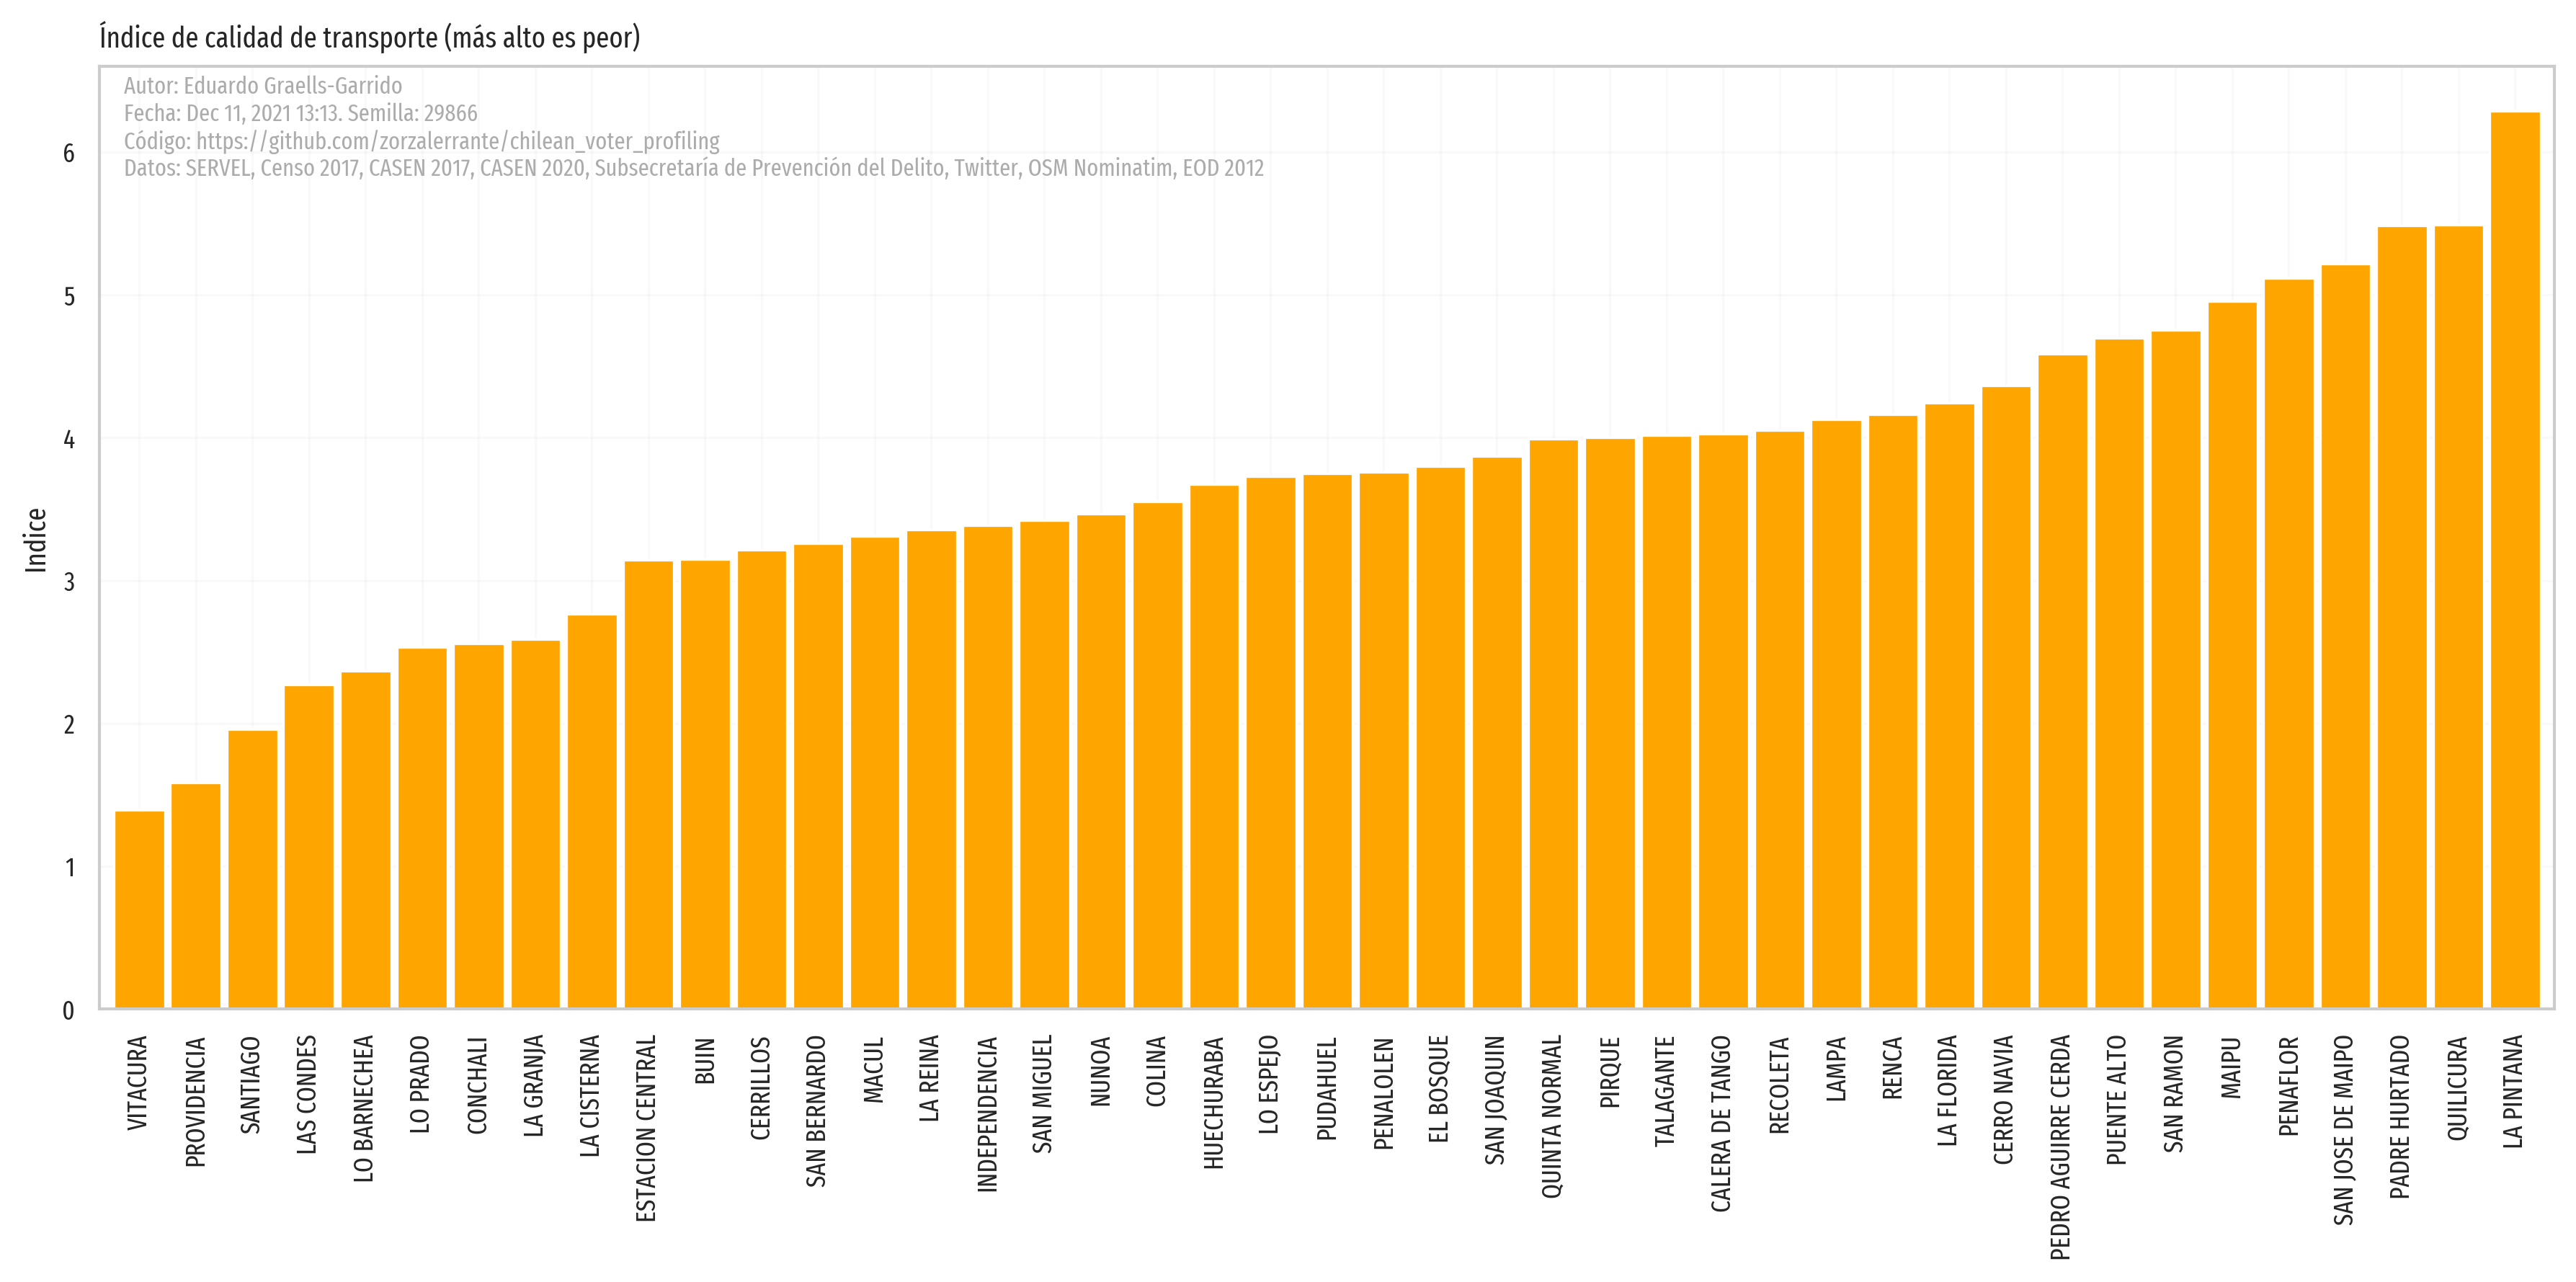 Índice de calidad de transporte (más alto es peor)
Autor: Eduardo Graells-Garrido
Fecha: Dec 11, 2021 13:13. Semilla: 29866
Código: https://github.com/zorzalerrante/chilean_voter_profiling
Datos: SERVEL, Censo 2017, CASEN 2017, CASEN 2020, Subsecretaría de Prevención del Delito, Twitter, OSM Nominatim, EOD 2012
Indice
6
5
4
3
2
1
0
VITACURA
PROVIDENCIA
SANTIAGO
LAS CONDES
LO BARNECHEA
LO PRADO
CONCHALI
LA GRANJA
LA CISTERNA
ESTACION CENTRAL
BUIN
CERRILLOS
SAN BERNARDO
MACUL
LA REINA
INDEPENDENCIA
SAN MIGUEL
NUNOA
COLINA
HUECHURABA
LO ESPEJO
PUDAHUEL
PENALOLEN
EL BOSQUE
SAN JOAQUIN
QUINTA NORMAL
PIRQUE
TALAGANTE
CALERA DE TANGO
RECOLETA
LAMPA
RENCA
LA FLORIDA
CERRO NAVIA
PEDRO AGUIRRE CERDA
PUENTE ALTO
SAN RAMON
MAIPU
PENAFLOR
SAN JOSE DE MAIPO
PADRE HURTADO
QUILICURA
LA PINTANA